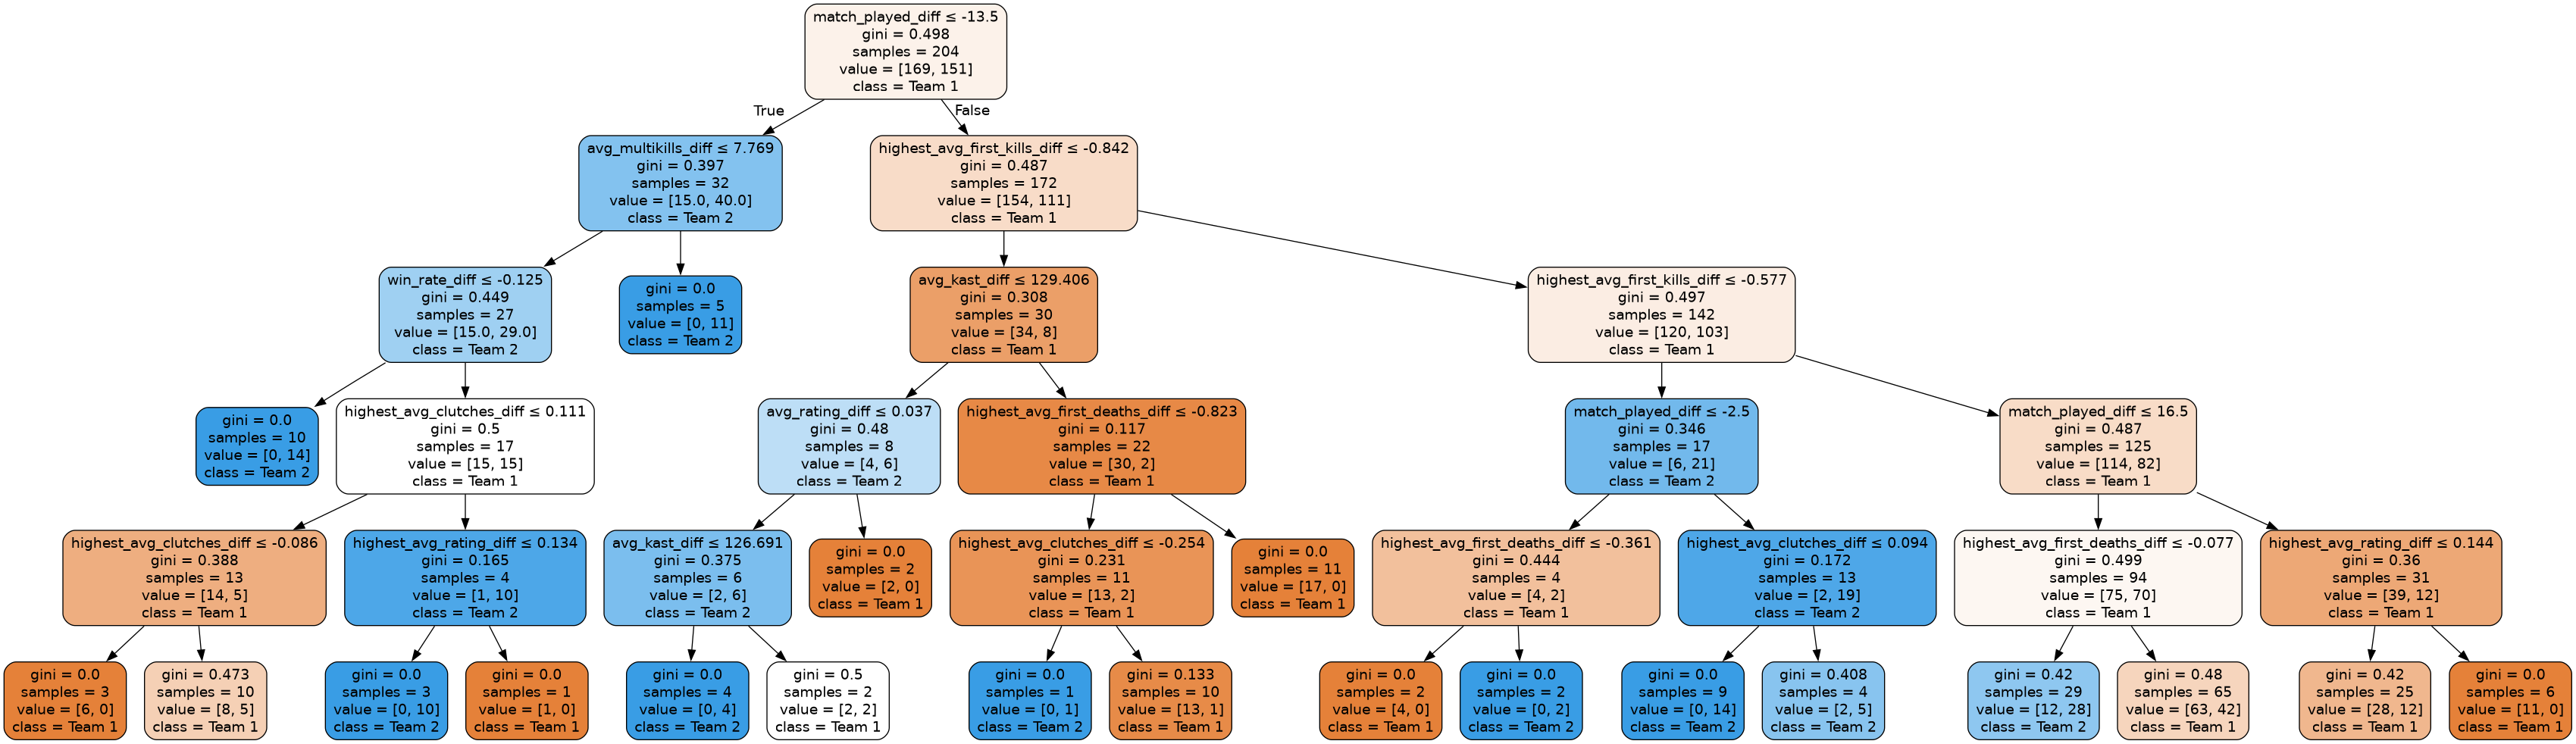 match_played_diff ≤ -13.5
gini = 0.498
samples = 204
value = [169, 151]
class = Team 1
True
False
avg_multikills_diff ≤ 7.769
gini = 0.397
samples = 32
value = [15.0, 40.0]
class = Team 2
highest_avg_first_kills_diff ≤ -0.842
gini = 0.487
samples = 172
value = [154, 111]
class = Team 1
win_rate_diff ≤ -0.125
gini = 0.449
samples = 27
value = [15.0, 29.0]
class = Team 2
gini = 0.0
samples = 5
value = [0, 11]
class = Team 2
avg_kast_diff ≤ 129.406
gini = 0.308
samples = 30
value = [34, 8]
class = Team 1
highest_avg_first_kills_diff ≤ -0.577
gini = 0.497
samples = 142
value = [120, 103]
class = Team 1
gini = 0.0
samples = 10
value = [0, 14]
class = Team 2
highest_avg_clutches_diff ≤ 0.111
gini = 0.5
samples = 17
value = [15, 15]
class = Team 1
avg_rating_diff ≤ 0.037
gini = 0.48
samples = 8
value = [4, 6]
class = Team 2
highest_avg_first_deaths_diff ≤ -0.823
gini = 0.117
samples = 22
value = [30, 2]
class = Team 1
match_played_diff ≤ -2.5
gini = 0.346
samples = 17
value = [6, 21]
class = Team 2
match_played_diff ≤ 16.5
gini = 0.487
samples = 125
value = [114, 82]
class = Team 1
highest_avg_clutches_diff ≤ -0.086
gini = 0.388
samples = 13
value = [14, 5]
class = Team 1
highest_avg_rating_diff ≤ 0.134
gini = 0.165
samples = 4
value = [1, 10]
class = Team 2
avg_kast_diff ≤ 126.691
gini = 0.375
samples = 6
value = [2, 6]
class = Team 2
gini = 0.0
samples = 2
value = [2, 0]
class = Team 1
highest_avg_clutches_diff ≤ -0.254
gini = 0.231
samples = 11
value = [13, 2]
class = Team 1
gini = 0.0
samples = 11
value = [17, 0]
class = Team 1
highest_avg_first_deaths_diff ≤ -0.361
gini = 0.444
samples = 4
value = [4, 2]
class = Team 1
highest_avg_clutches_diff ≤ 0.094
gini = 0.172
samples = 13
value = [2, 19]
class = Team 2
highest_avg_first_deaths_diff ≤ -0.077
gini = 0.499
samples = 94
value = [75, 70]
class = Team 1
highest_avg_rating_diff ≤ 0.144
gini = 0.36
samples = 31
value = [39, 12]
class = Team 1
gini = 0.0
samples = 3
value = [6, 0]
class = Team 1
gini = 0.473
samples = 10
value = [8, 5]
class = Team 1
gini = 0.0
samples = 3
value = [0, 10]
class = Team 2
gini = 0.0
samples = 1
value = [1, 0]
class = Team 1
gini = 0.0
samples = 4
value = [0, 4]
class = Team 2
gini = 0.5
samples = 2
value = [2, 2]
class = Team 1
gini = 0.0
samples = 1
value = [0, 1]
class = Team 2
gini = 0.133
samples = 10
value = [13, 1]
class = Team 1
gini = 0.0
samples = 2
value = [4, 0]
class = Team 1
gini = 0.0
samples = 2
value = [0, 2]
class = Team 2
gini = 0.0
samples = 9
value = [0, 14]
class = Team 2
gini = 0.408
samples = 4
value = [2, 5]
class = Team 2
gini = 0.42
samples = 29
value = [12, 28]
class = Team 2
gini = 0.48
samples = 65
value = [63, 42]
class = Team 1
gini = 0.42
samples = 25
value = [28, 12]
class = Team 1
gini = 0.0
samples = 6
value = [11, 0]
class = Team 1